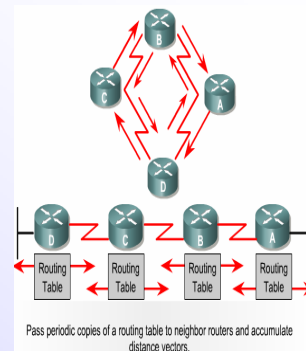 B
C
A
D
D
C
B
A
Routing
Table
Routing
Table
Routing
Table
Routing
Table
Pass periodic copies of a routing table to neighbor routers and accumulate
distance vectors.